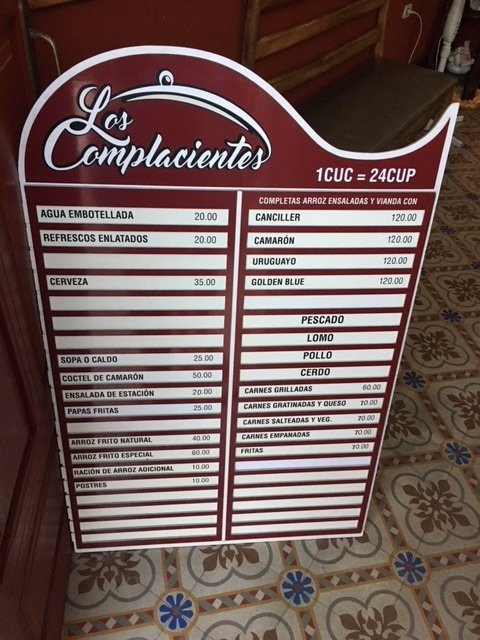 Los
Complacientes
1CUC = 24CUP
AGUA EMBOTELLADA 20.00
REFRESCOS ENLATADOS 20.00
CERVEZA 35.00
SOPA O CALDO 25.00
COCTEL DE CAMARÓN 50.00
ENSALADA DE ESTACIÓN 20.00
PAPAS FRITAS 25.00
ARROZ FRITO NATURAL 40.00
ARROZ FRITO ESPECIAL 60.00
RACIÓN DE ARROZ ADICIONAL 10.00
POSTRES 10.00
COMPLETAS ARROZ ENSALADAS Y VIANDA CON
CANCILLER 120.00
CAMARÓN 120.00
URUGUAYO 120.00
GOLDEN BLUE 120.00
PESCADO
LOMO
POLLO
CERDO
CARNES GRILLADAS 60.00
CARNES GRATINADAS Y QUESO 70.00
CARNES SALTEADAS Y VEG. 70.00
CARNES EMPANADAS 70.00
FRITAS 70.00